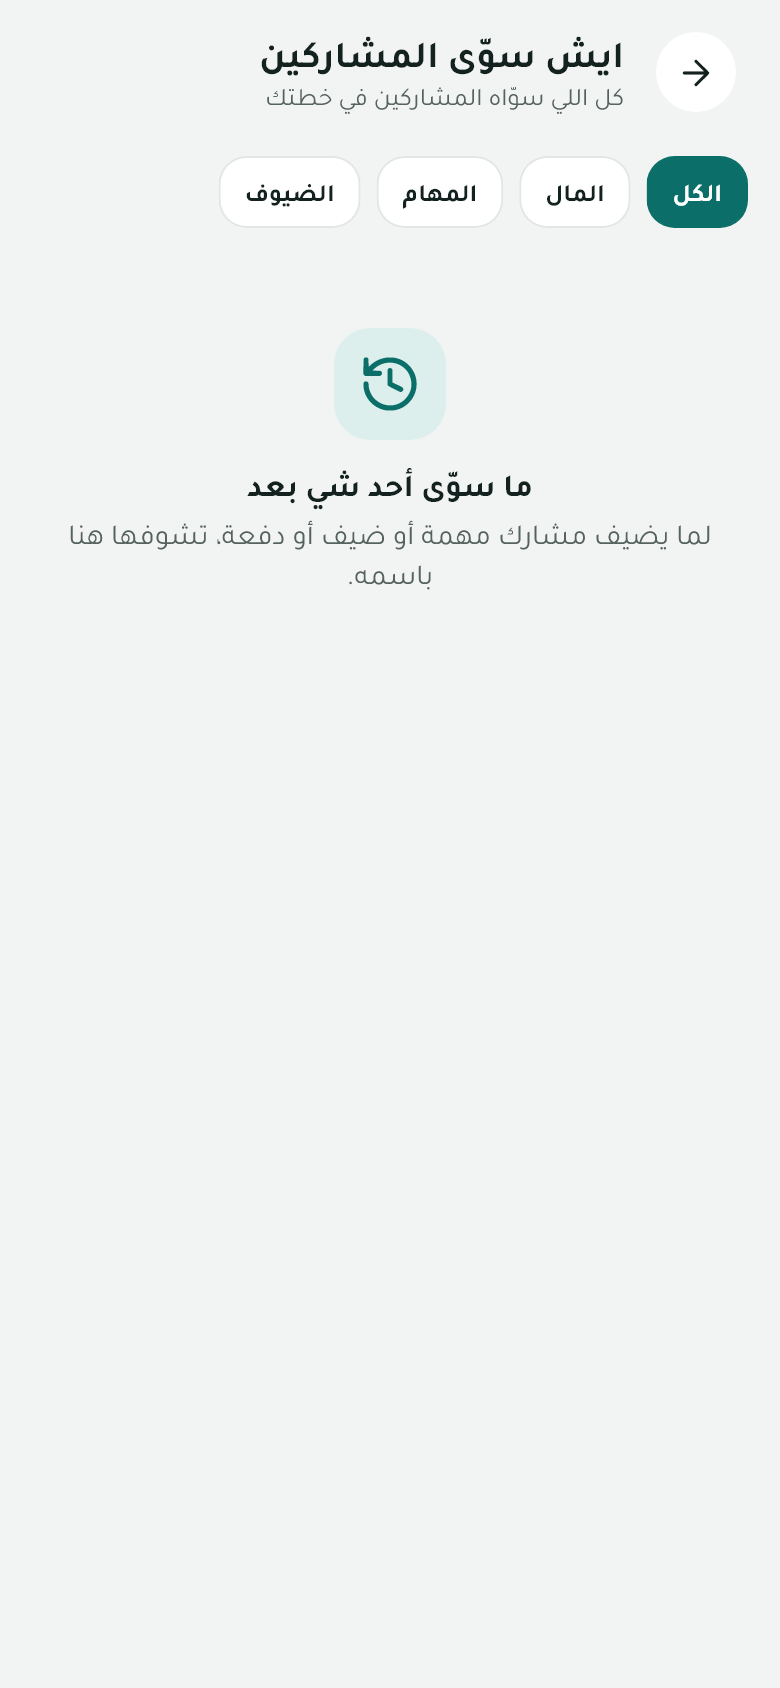 ايش سوّى المشاركين
كل اللي سوّاه المشاركين في خطتك
الكل
المال
المهام
الضيوف
ما سوّى أحد شي بعد
لما يضيف مشارك مهمة أو ضيف أو دفعة، تشوفها هنا
باسمه.